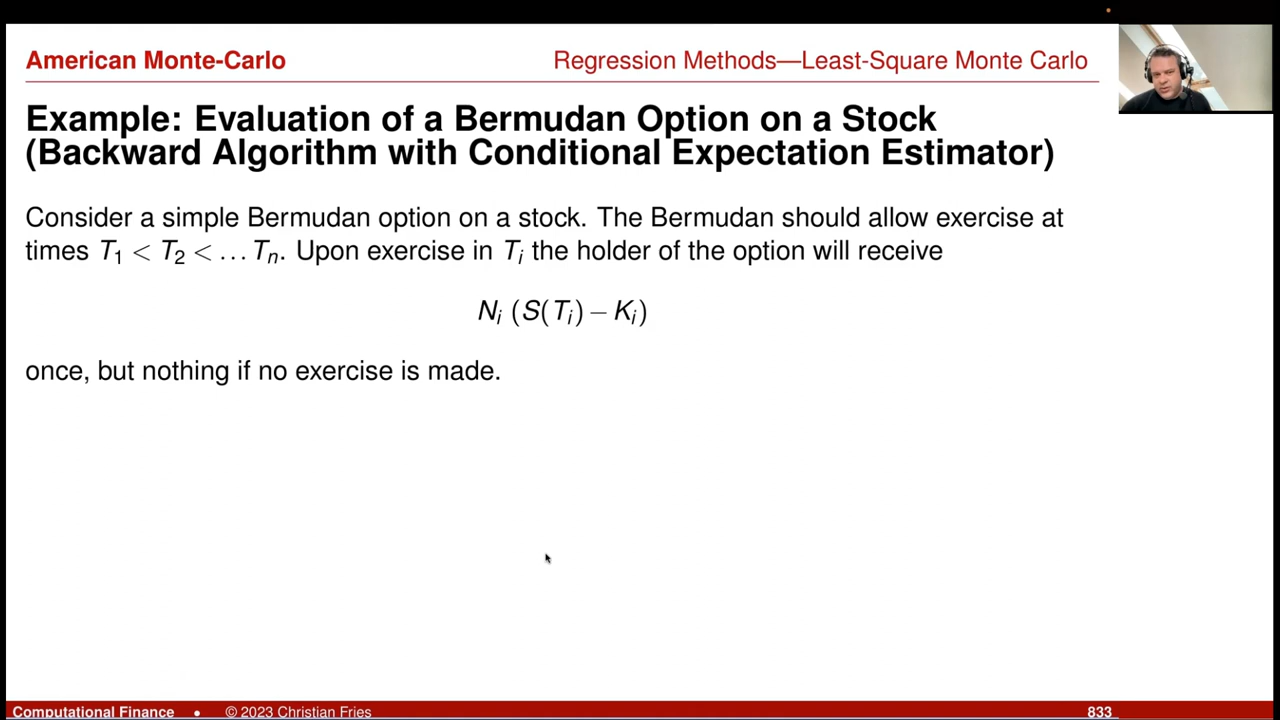 American Monte-Carlo Regression Methods—Least-Square Monte Carlo
Example: Evaluation of a Bermudan Option on a Stock
(Backward Algorithm with Conditional Expectation Estimator)
Consider a simple Bermudan option on a stock. The Bermudan should allow exercise at
times T₁ < T₂ < … Tₙ. Upon exercise in Tᵢ the holder of the option will receive
Nᵢ (S(Tᵢ) − Kᵢ)
once, but nothing if no exercise is made.
Computational Finance • © 2023 Christian Fries 833